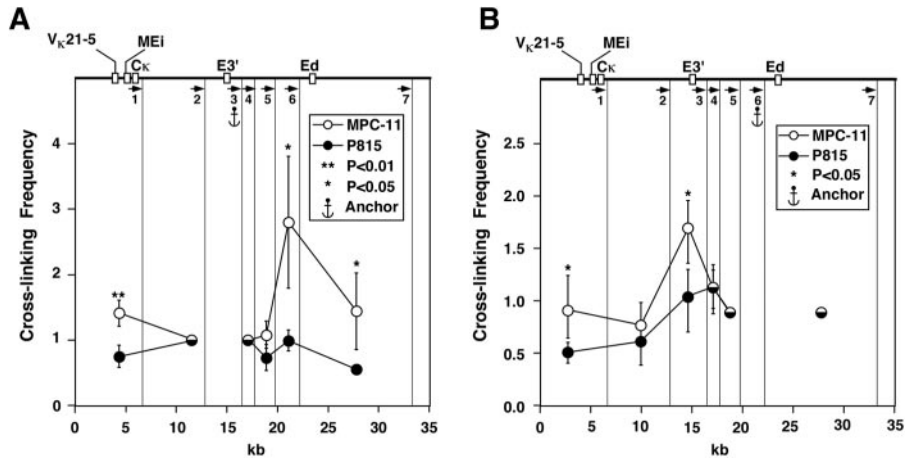 A
V_K21-5
MEi
Cκ
E3'
Ed
1 2 3 4 5 6 7
MPC-11
P815
** P<0.01
* P<0.05
Anchor
Cross-linking Frequency
4
3
2
1
0
**
*
*
0 5 10 15 20 25 30 35
kb
B
V_K21-5
MEi
Cκ
E3'
Ed
1 2 3 4 5 6 7
MPC-11
P815
* P<0.05
Anchor
Cross-linking Frequency
2.5
2.0
1.5
1.0
0.5
0.0
*
*
0 5 10 15 20 25 30 35
kb